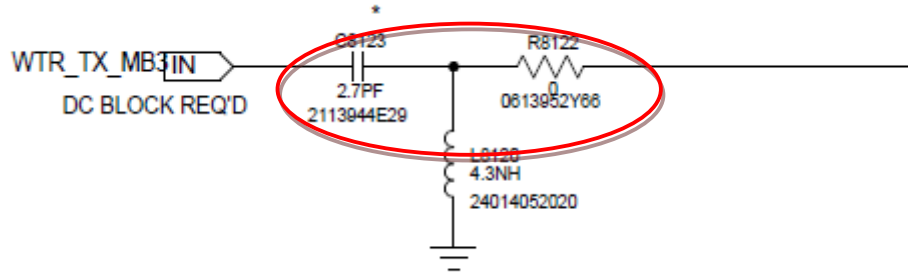 *
C8123
R8122
WTR_TX_MB3 IN
2.7PF
0
DC BLOCK REQ'D
2113944E29
0613952Y66
L8120
4.3NH
24014052020